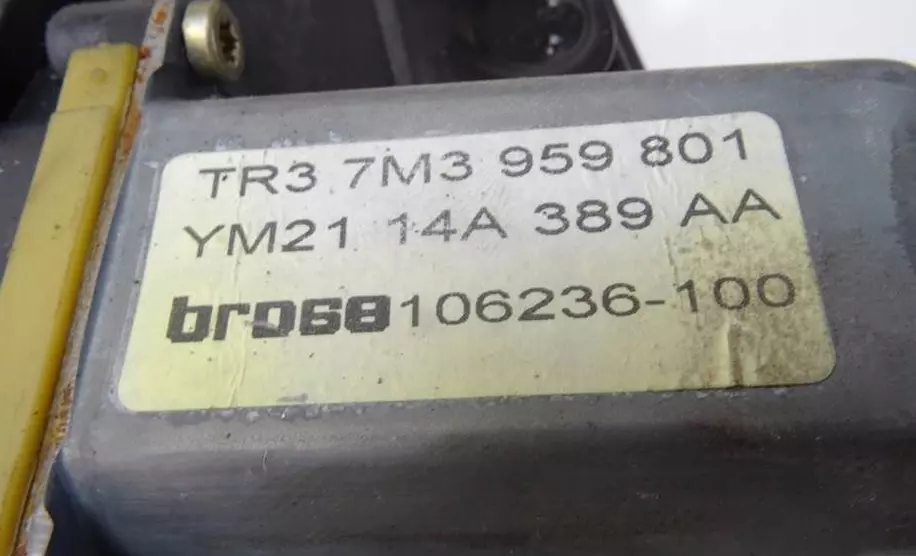 TR3 7M3 959 801
YM21 14A 389 AA
brose 106236-100